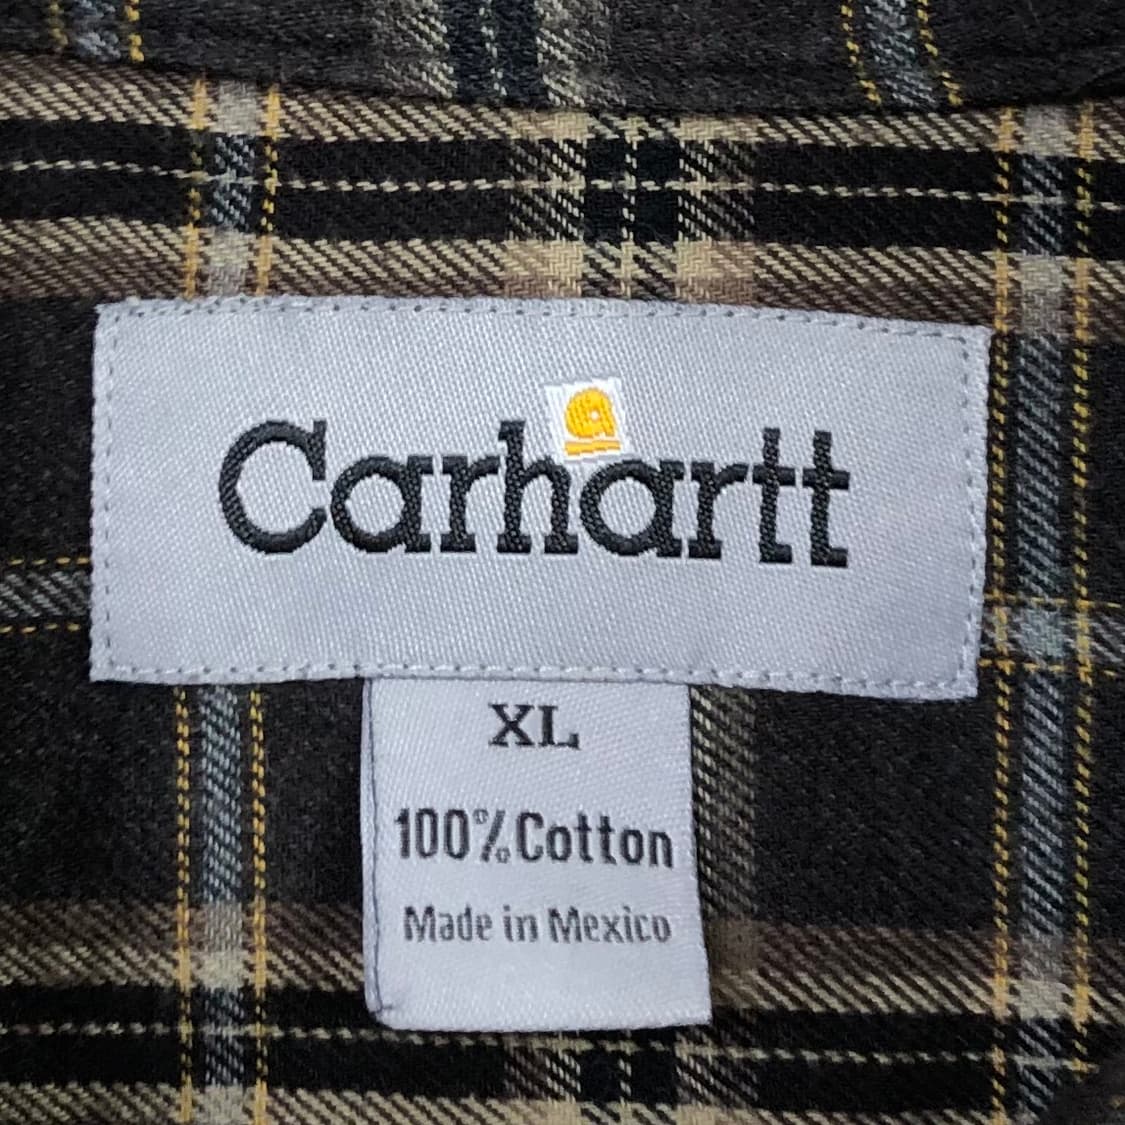 Carhartt
XL
100% Cotton
Made in Mexico